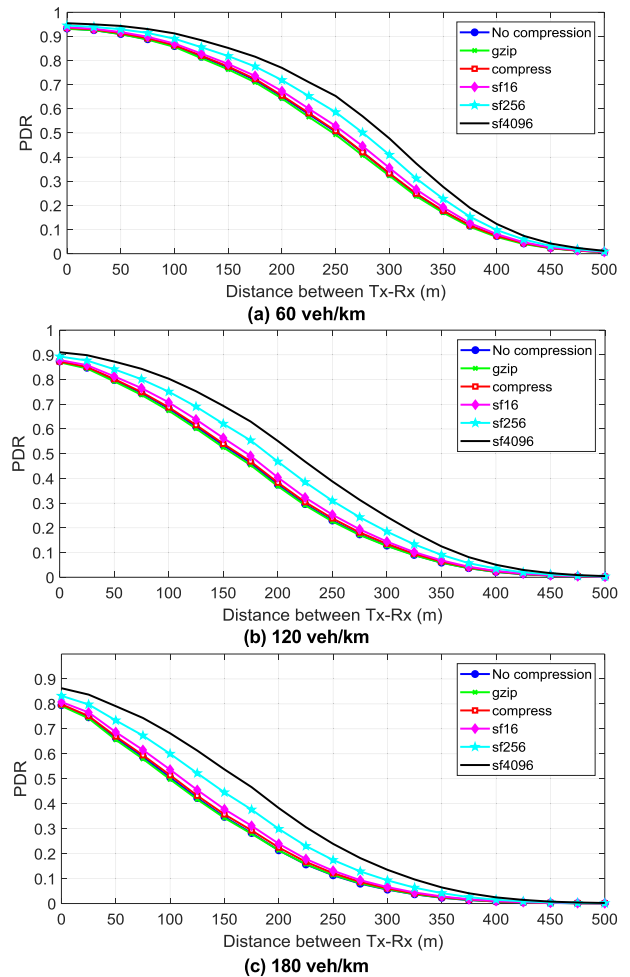 1
0.9
0.8
0.7
0.6
0.5
0.4
0.3
0.2
0.1
0
PDR
No compression
gzip
compress
sf16
sf256
sf4096
0 50 100 150 200 250 300 350 400 450 500
Distance between Tx-Rx (m)
(a) 60 veh/km
1
0.9
0.8
0.7
0.6
0.5
0.4
0.3
0.2
0.1
0
PDR
No compression
gzip
compress
sf16
sf256
sf4096
0 50 100 150 200 250 300 350 400 450 500
Distance between Tx-Rx (m)
(b) 120 veh/km
0.9
0.8
0.7
0.6
0.5
0.4
0.3
0.2
0.1
0
PDR
No compression
gzip
compress
sf16
sf256
sf4096
0 50 100 150 200 250 300 350 400 450 500
Distance between Tx-Rx (m)
(c) 180 veh/km